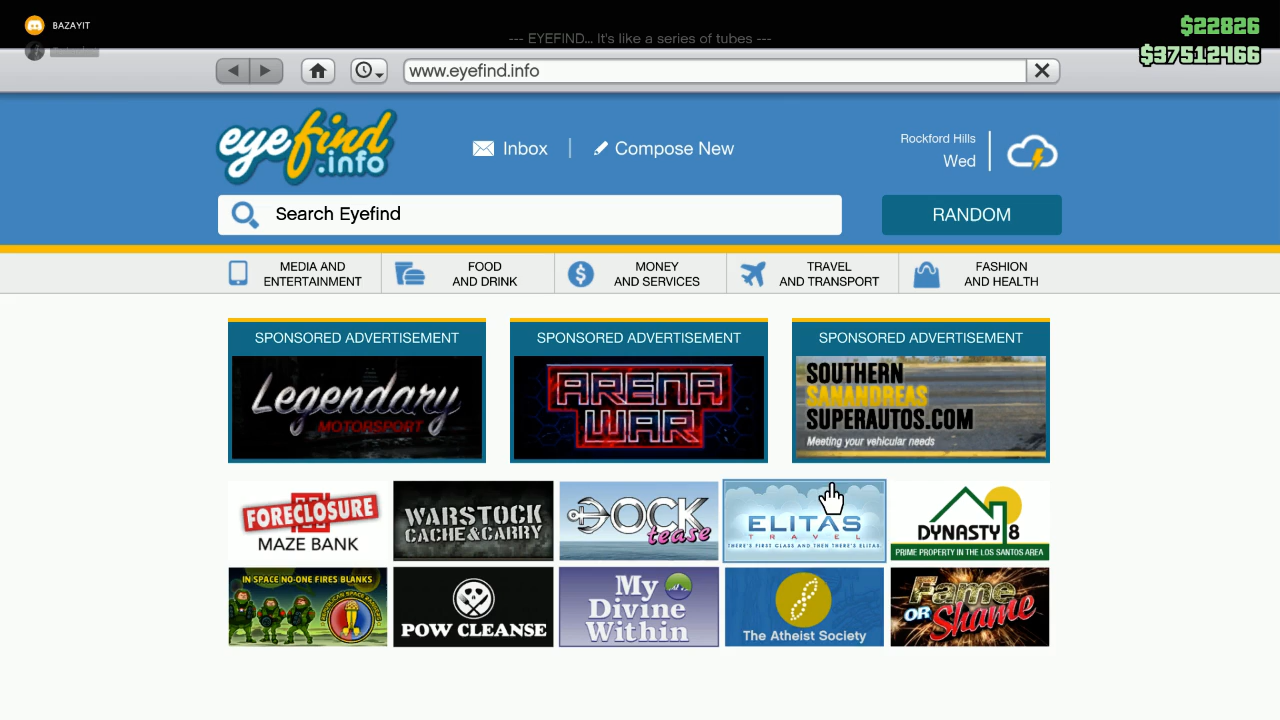 BAZAYIT
--- EYEFIND... It's like a series of tubes ---
$22826
$37512466
www.eyefind.info
eyefind
.info
Inbox
Compose New
Rockford Hills
Wed
Search Eyefind
RANDOM
MEDIA AND
ENTERTAINMENT
FOOD
AND DRINK
MONEY
AND SERVICES
TRAVEL
AND TRANSPORT
FASHION
AND HEALTH
SPONSORED ADVERTISEMENT
Legendary
MOTORSPORT
SPONSORED ADVERTISEMENT
ARENA
WAR
SPONSORED ADVERTISEMENT
SOUTHERN
SANANDREAS
SUPERAUTOS.COM
Meeting your vehicular needs
FORECLOSURE
MAZE BANK
WARSTOCK
CACHE&CARRY
DOCK
tease
ELITAS
TRAVEL
THERE'S FIRST CLASS AND THEN THERE'S ELITAS.
DYNASTY 8
PRIME PROPERTY IN THE LOS SANTOS AREA
IN SPACE NO-ONE FIRES BLANKS
POW CLEANSE
My
Divine
Within
The Atheist Society
Fame
OR Shame